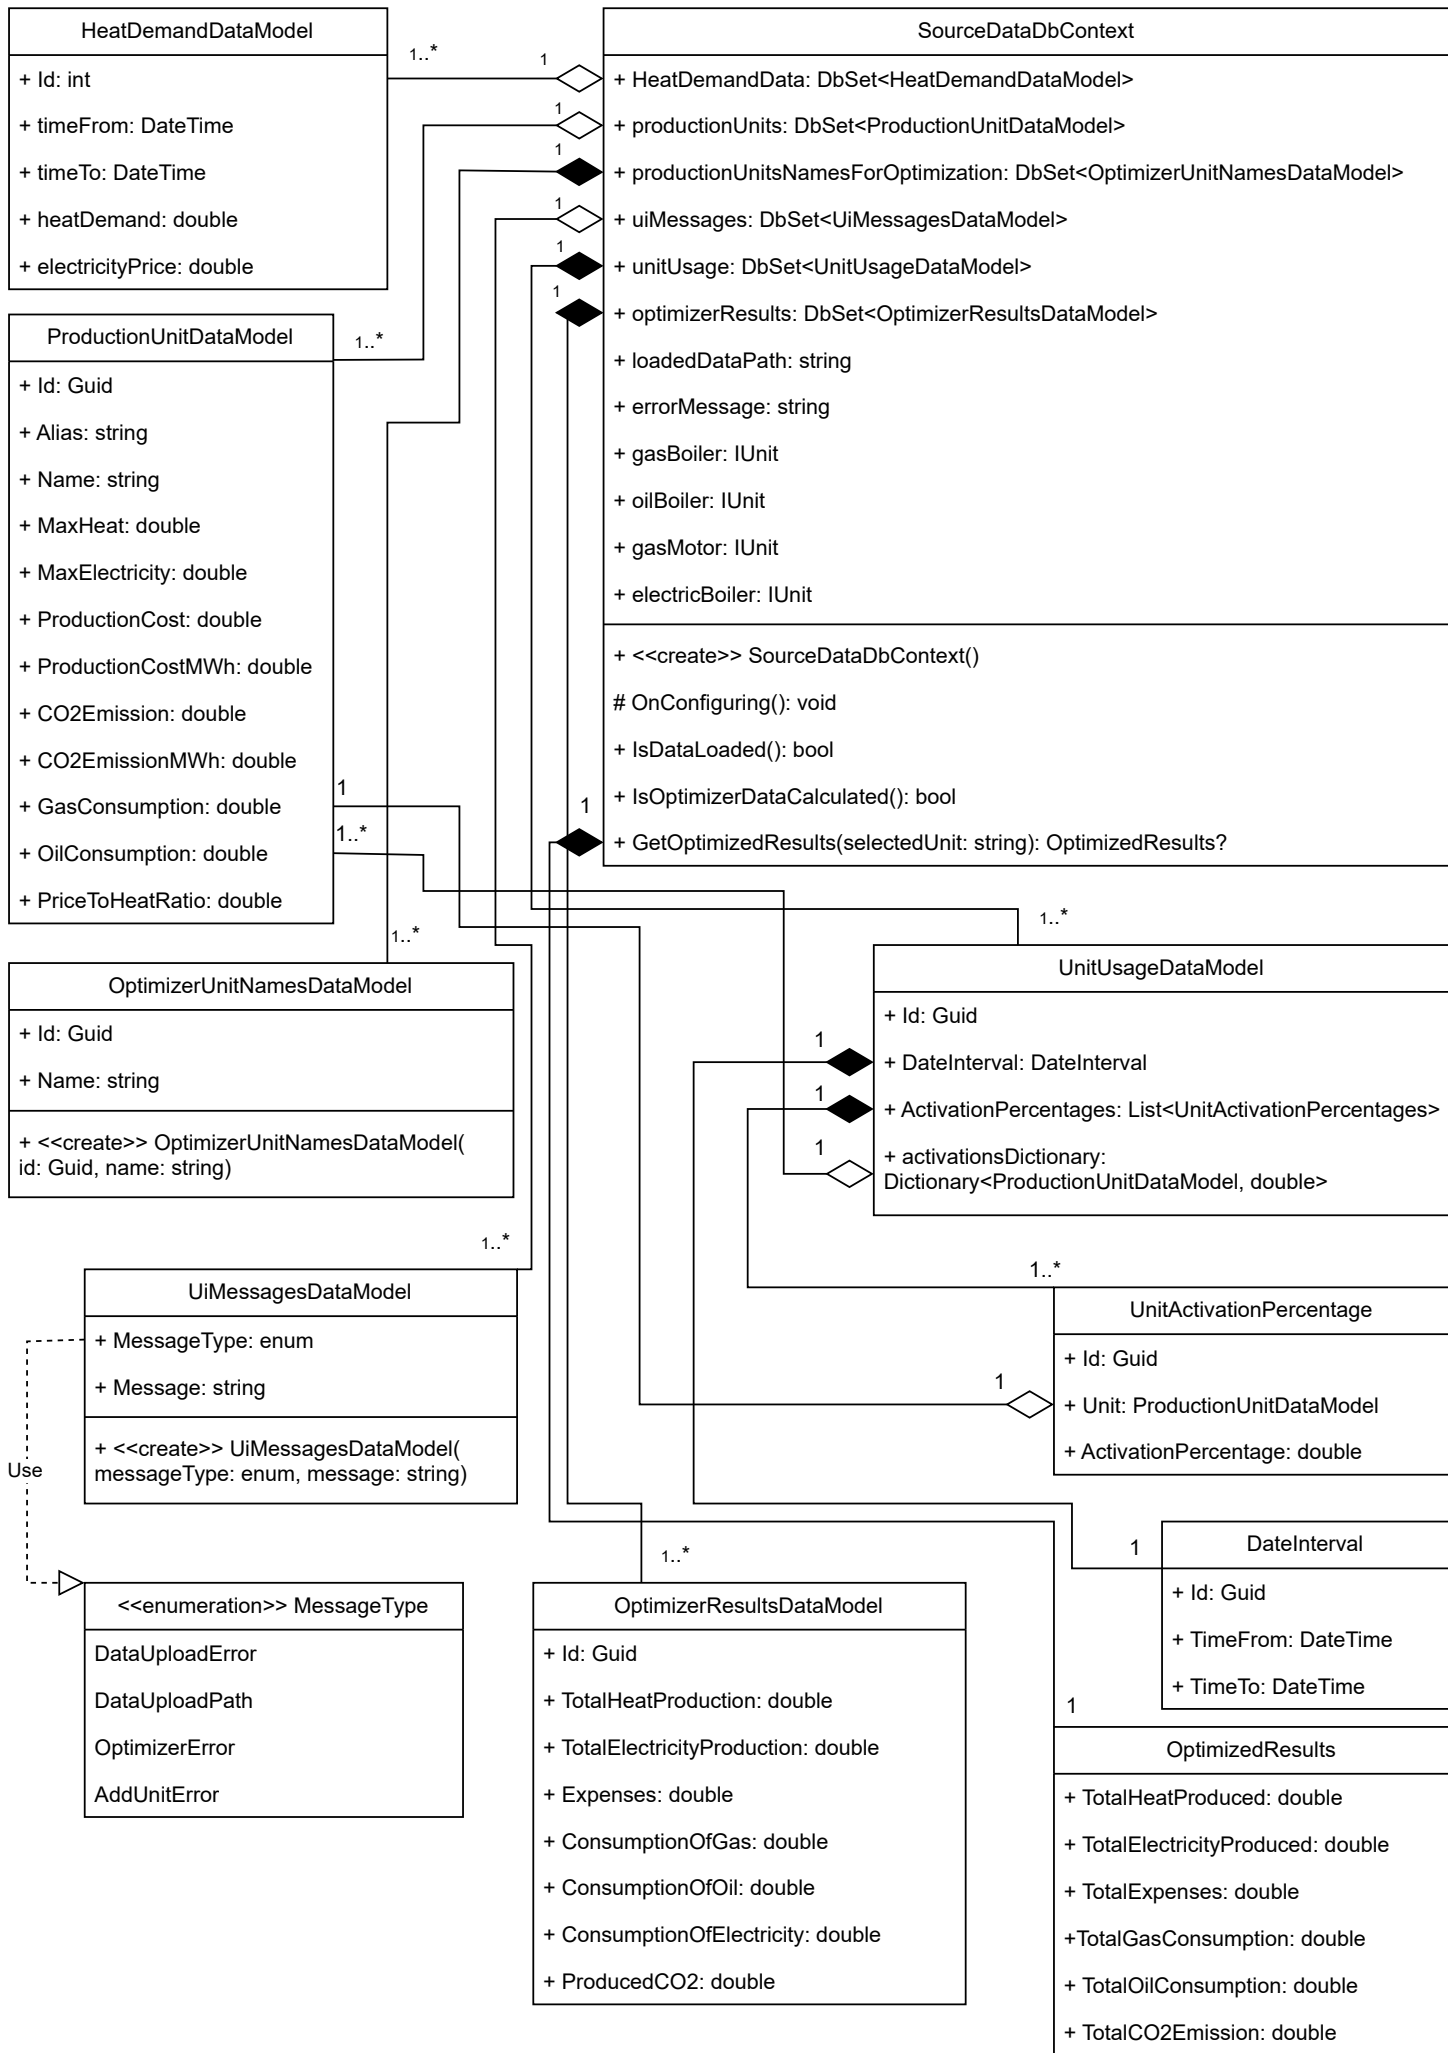 HeatDemandDataModel
+ Id: int
+ timeFrom: DateTime
+ timeTo: DateTime
+ heatDemand: double
+ electricityPrice: double
1..*
1
SourceDataDbContext
+ HeatDemandData: DbSet<HeatDemandDataModel>
1
+ productionUnits: DbSet<ProductionUnitDataModel>
1
+ productionUnitsNamesForOptimization: DbSet<OptimizerUnitNamesDataModel>
1
+ uiMessages: DbSet<UiMessagesDataModel>
1
+ unitUsage: DbSet<UnitUsageDataModel>
1
+ optimizerResults: DbSet<OptimizerResultsDataModel>
+ loadedDataPath: string
+ errorMessage: string
+ gasBoiler: IUnit
+ oilBoiler: IUnit
+ gasMotor: IUnit
+ electricBoiler: IUnit
+ <<create>> SourceDataDbContext()
# OnConfiguring(): void
+ IsDataLoaded(): bool
+ IsOptimizerDataCalculated(): bool
1
+ GetOptimizedResults(selectedUnit: string): OptimizedResults?
ProductionUnitDataModel
1..*
+ Id: Guid
+ Alias: string
+ Name: string
+ MaxHeat: double
+ MaxElectricity: double
+ ProductionCost: double
+ ProductionCostMWh: double
+ CO2Emission: double
+ CO2EmissionMWh: double
+ GasConsumption: double
+ OilConsumption: double
+ PriceToHeatRatio: double
1
1..*
1..*
OptimizerUnitNamesDataModel
+ Id: Guid
+ Name: string
+ <<create>> OptimizerUnitNamesDataModel(
id: Guid, name: string)
1..*
UnitUsageDataModel
+ Id: Guid
1
+ DateInterval: DateInterval
1
+ ActivationPercentages: List<UnitActivationPercentages>
1
+ activationsDictionary:
Dictionary<ProductionUnitDataModel, double>
1..*
UiMessagesDataModel
+ MessageType: enum
+ Message: string
+ <<create>> UiMessagesDataModel(
messageType: enum, message: string)
Use
1..*
UnitActivationPercentage
+ Id: Guid
1
+ Unit: ProductionUnitDataModel
+ ActivationPercentage: double
1
DateInterval
+ Id: Guid
+ TimeFrom: DateTime
+ TimeTo: DateTime
<<enumeration>> MessageType
DataUploadError
DataUploadPath
OptimizerError
AddUnitError
1..*
OptimizerResultsDataModel
+ Id: Guid
+ TotalHeatProduction: double
+ TotalElectricityProduction: double
+ Expenses: double
+ ConsumptionOfGas: double
+ ConsumptionOfOil: double
+ ConsumptionOfElectricity: double
+ ProducedCO2: double
1
OptimizedResults
+ TotalHeatProduced: double
+ TotalElectricityProduced: double
+ TotalExpenses: double
+TotalGasConsumption: double
+ TotalOilConsumption: double
+ TotalCO2Emission: double